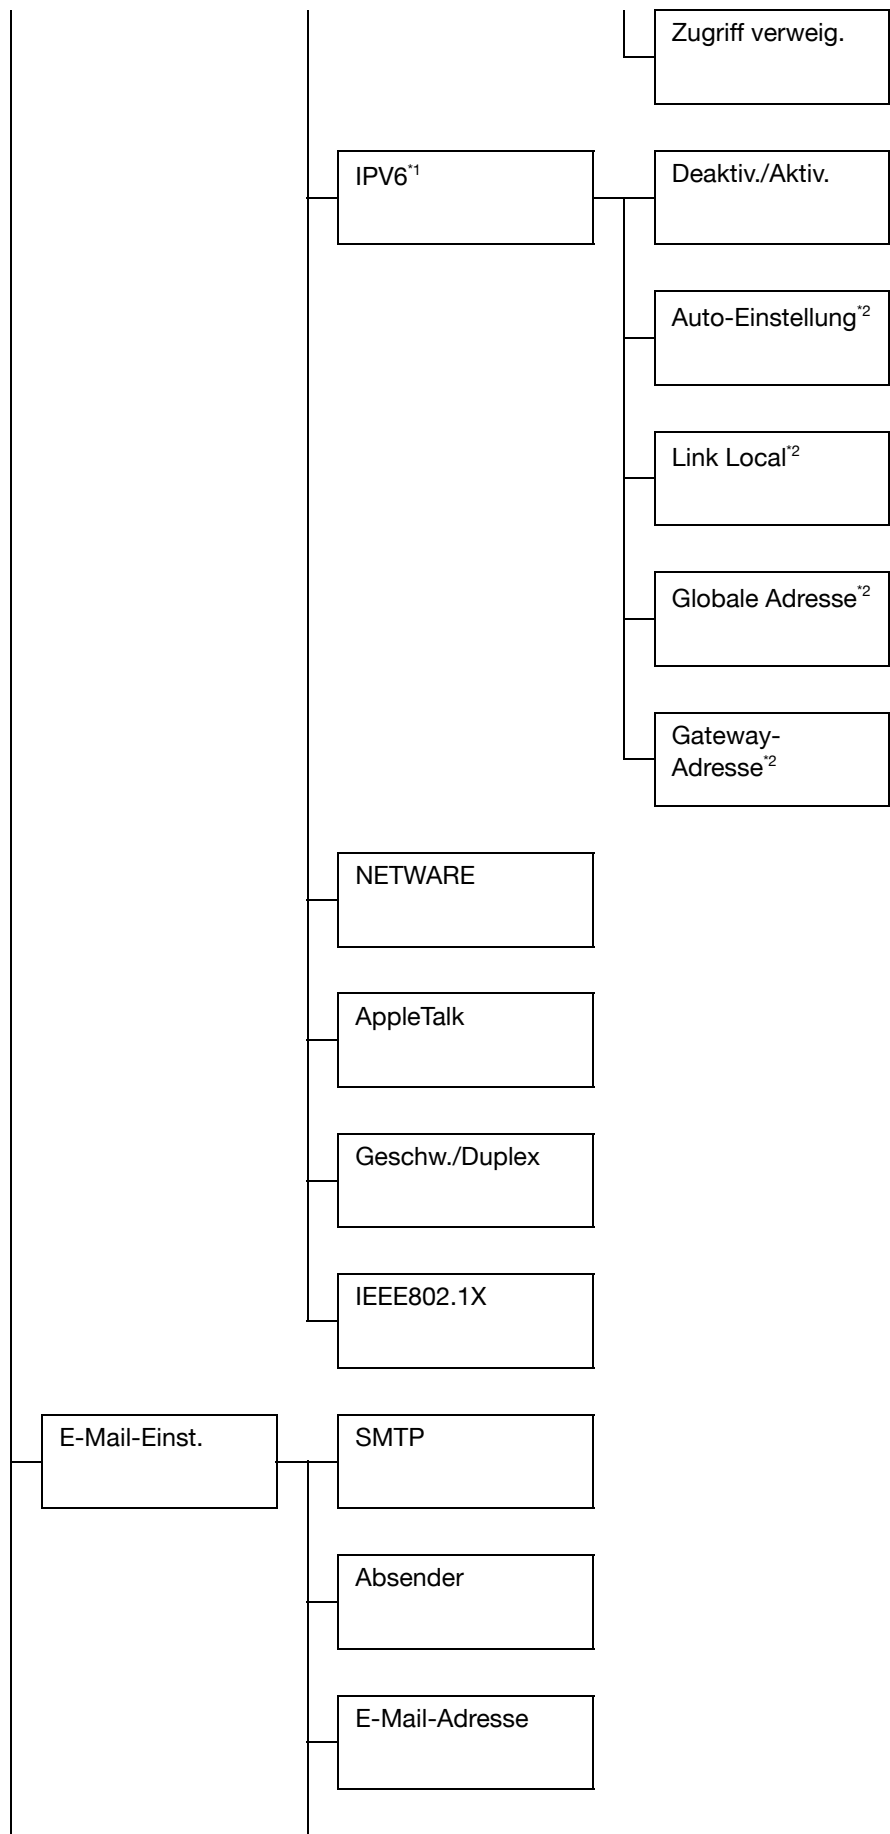 Zugriff verweig.
IPV6*1
Deaktiv./Aktiv.
Auto-Einstellung*2
Link Local*2
Globale Adresse*2
Gateway-
Adresse*2
NETWARE
AppleTalk
Geschw./Duplex
IEEE802.1X
E-Mail-Einst.
SMTP
Absender
E-Mail-Adresse